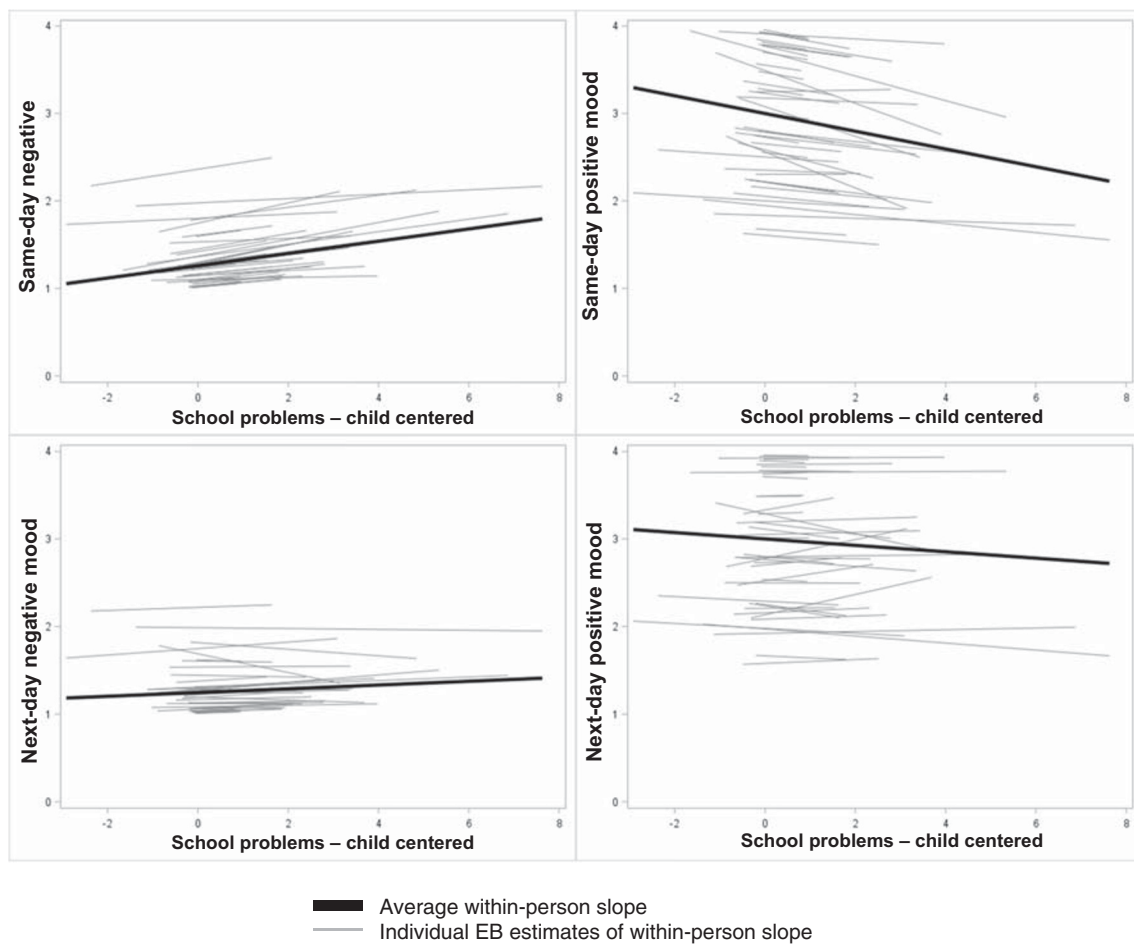 4
3
2
1
0
Same-day negative
-2 0 2 4 6 8
School problems – child centered
4
3
2
1
0
Same-day positive mood
-2 0 2 4 6 8
School problems – child centered
4
3
2
1
0
Next-day negative mood
-2 0 2 4 6 8
School problems – child centered
4
3
2
1
0
Next-day positive mood
-2 0 2 4 6 8
School problems – child centered
Average within-person slope
Individual EB estimates of within-person slope